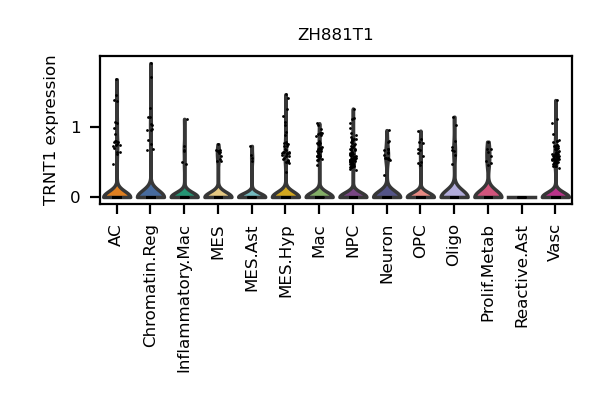 ZH881T1
TRNT1 expression
1
0
AC
Chromatin.Reg
Inflammatory.Mac
MES
MES.Ast
MES.Hyp
Mac
NPC
Neuron
OPC
Oligo
Prolif.Metab
Reactive.Ast
Vasc